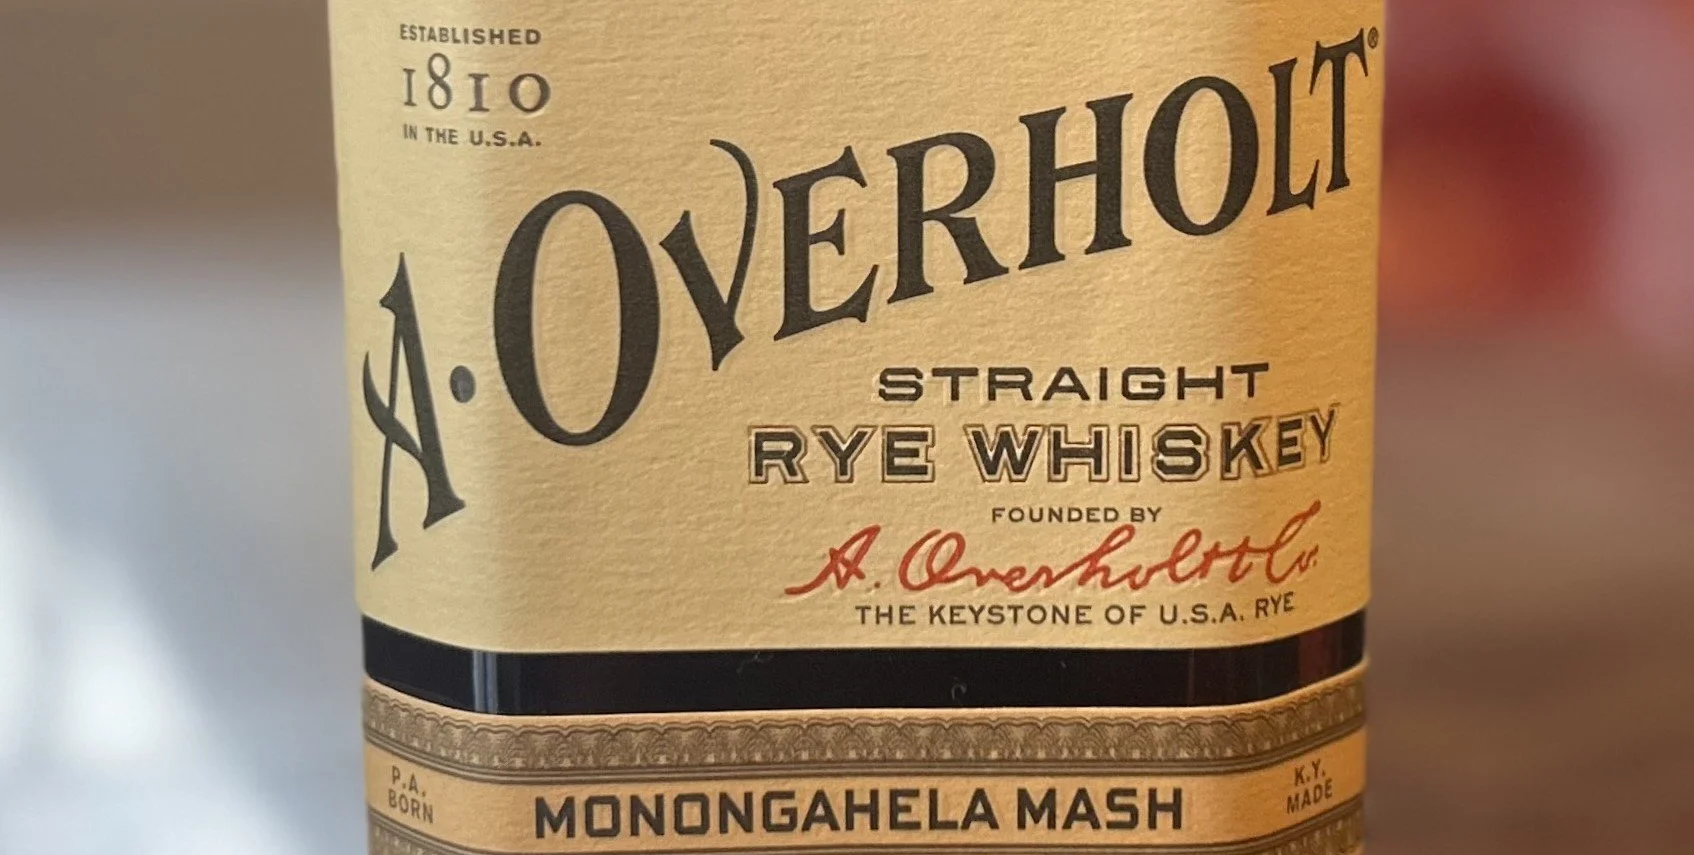 ESTABLISHED
1810
IN THE U.S.A.
A. OVERHOLT®
STRAIGHT
RYE WHISKEY
FOUNDED BY
A. Overholt & Co.
THE KEYSTONE OF U.S.A. RYE
P.A.
BORN
MONONGAHELA MASH
K.Y.
MADE